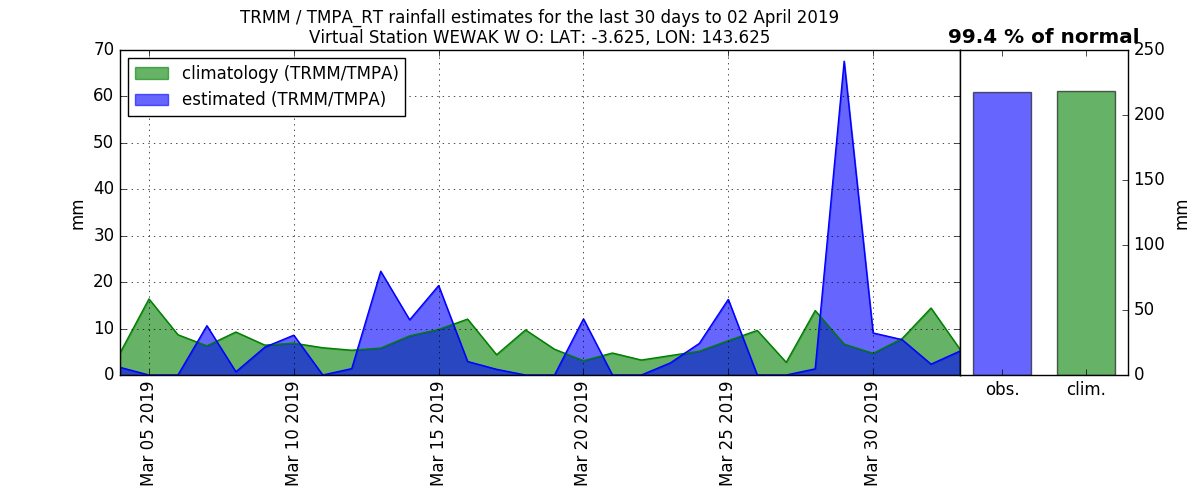 TRMM / TMPA_RT rainfall estimates for the last 30 days to 02 April 2019
Virtual Station WEWAK W O: LAT: -3.625, LON: 143.625
99.4 % of normal
climatology (TRMM/TMPA)
estimated (TRMM/TMPA)
70
60
50
40
30
20
10
0
mm
Mar 05 2019
Mar 10 2019
Mar 15 2019
Mar 20 2019
Mar 25 2019
Mar 30 2019
250
200
150
100
50
0
mm
obs.
clim.